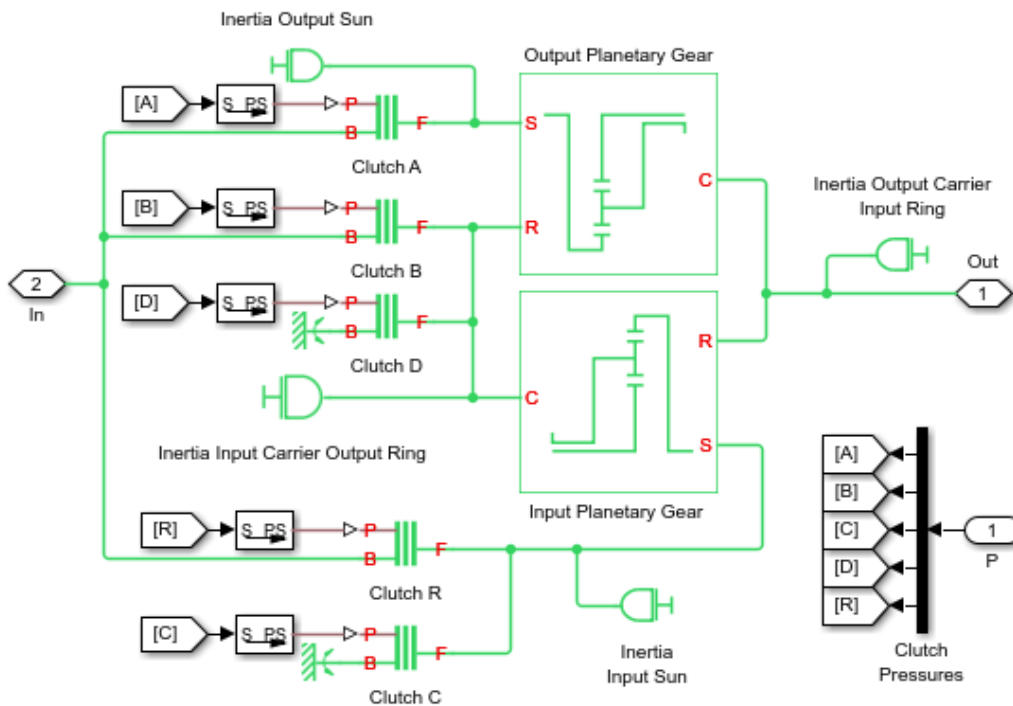 Inertia Output Sun
Output Planetary Gear
[A]
S PS
P
B
F
Clutch A
S
C
R
Inertia Output Carrier
Input Ring
[B]
S PS
P
B
F
Clutch B
2
In
[D]
S PS
P
B
F
Clutch D
Out
1
C
R
S
Inertia Input Carrier Output Ring
Input Planetary Gear
[R]
S PS
P
B
F
Clutch R
[C]
S PS
P
B
F
Clutch C
Inertia
Input Sun
[A]
[B]
[C]
[D]
[R]
1
P
Clutch
Pressures